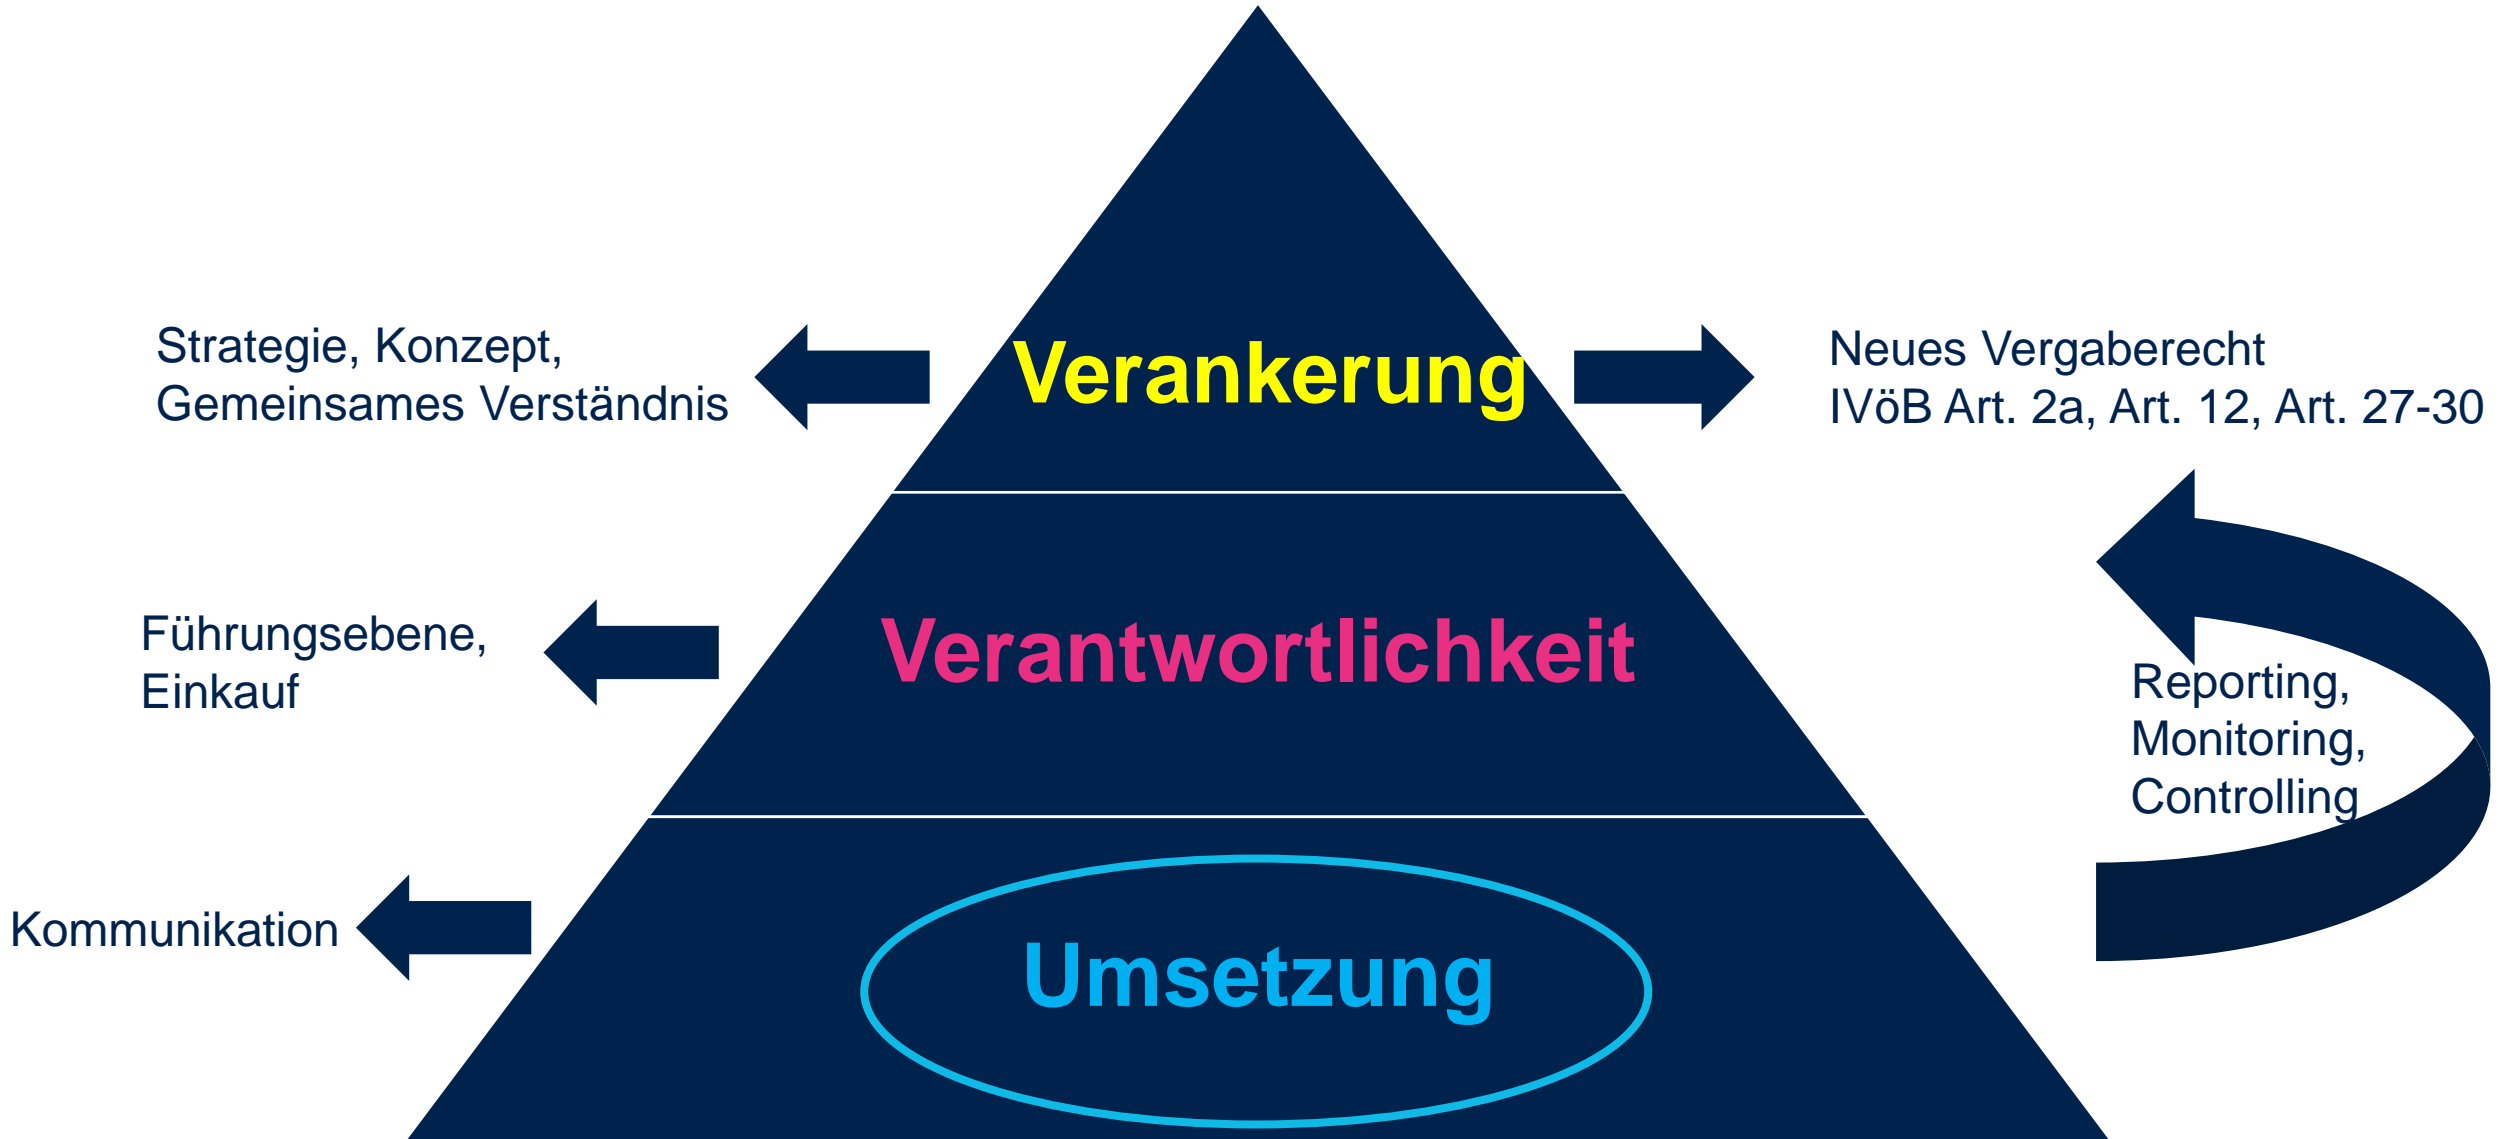 Strategie, Konzept,
Gemeinsames Verständnis
Verankerung
Neues Vergaberecht
IVöB Art. 2a, Art. 12, Art. 27-30
Führungsebene,
Einkauf
Verantwortlichkeit
Reporting,
Monitoring,
Controlling
Kommunikation
Umsetzung